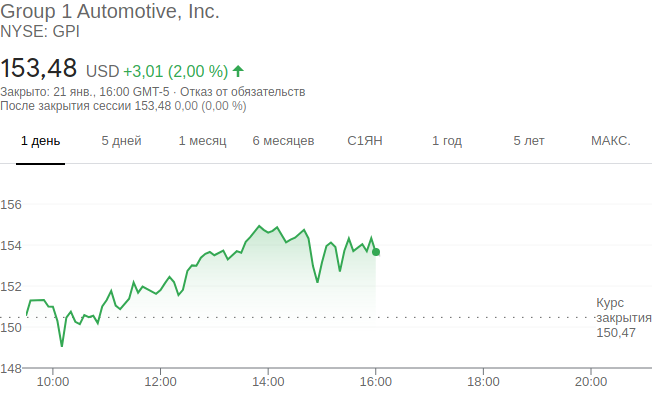 Group 1 Automotive, Inc.
NYSE: GPI
153,48 USD +3,01 (2,00 %)
Закрыто: 21 янв., 16:00 GMT-5 · Отказ от обязательств
После закрытия сессии 153,48 0,00 (0,00 %)
1 день 5 дней 1 месяц 6 месяцев С1ЯН 1 год 5 лет МАКС.
156
154
152
150
148
Курс
закрытия
150,47
10:00 12:00 14:00 16:00 18:00 20:00